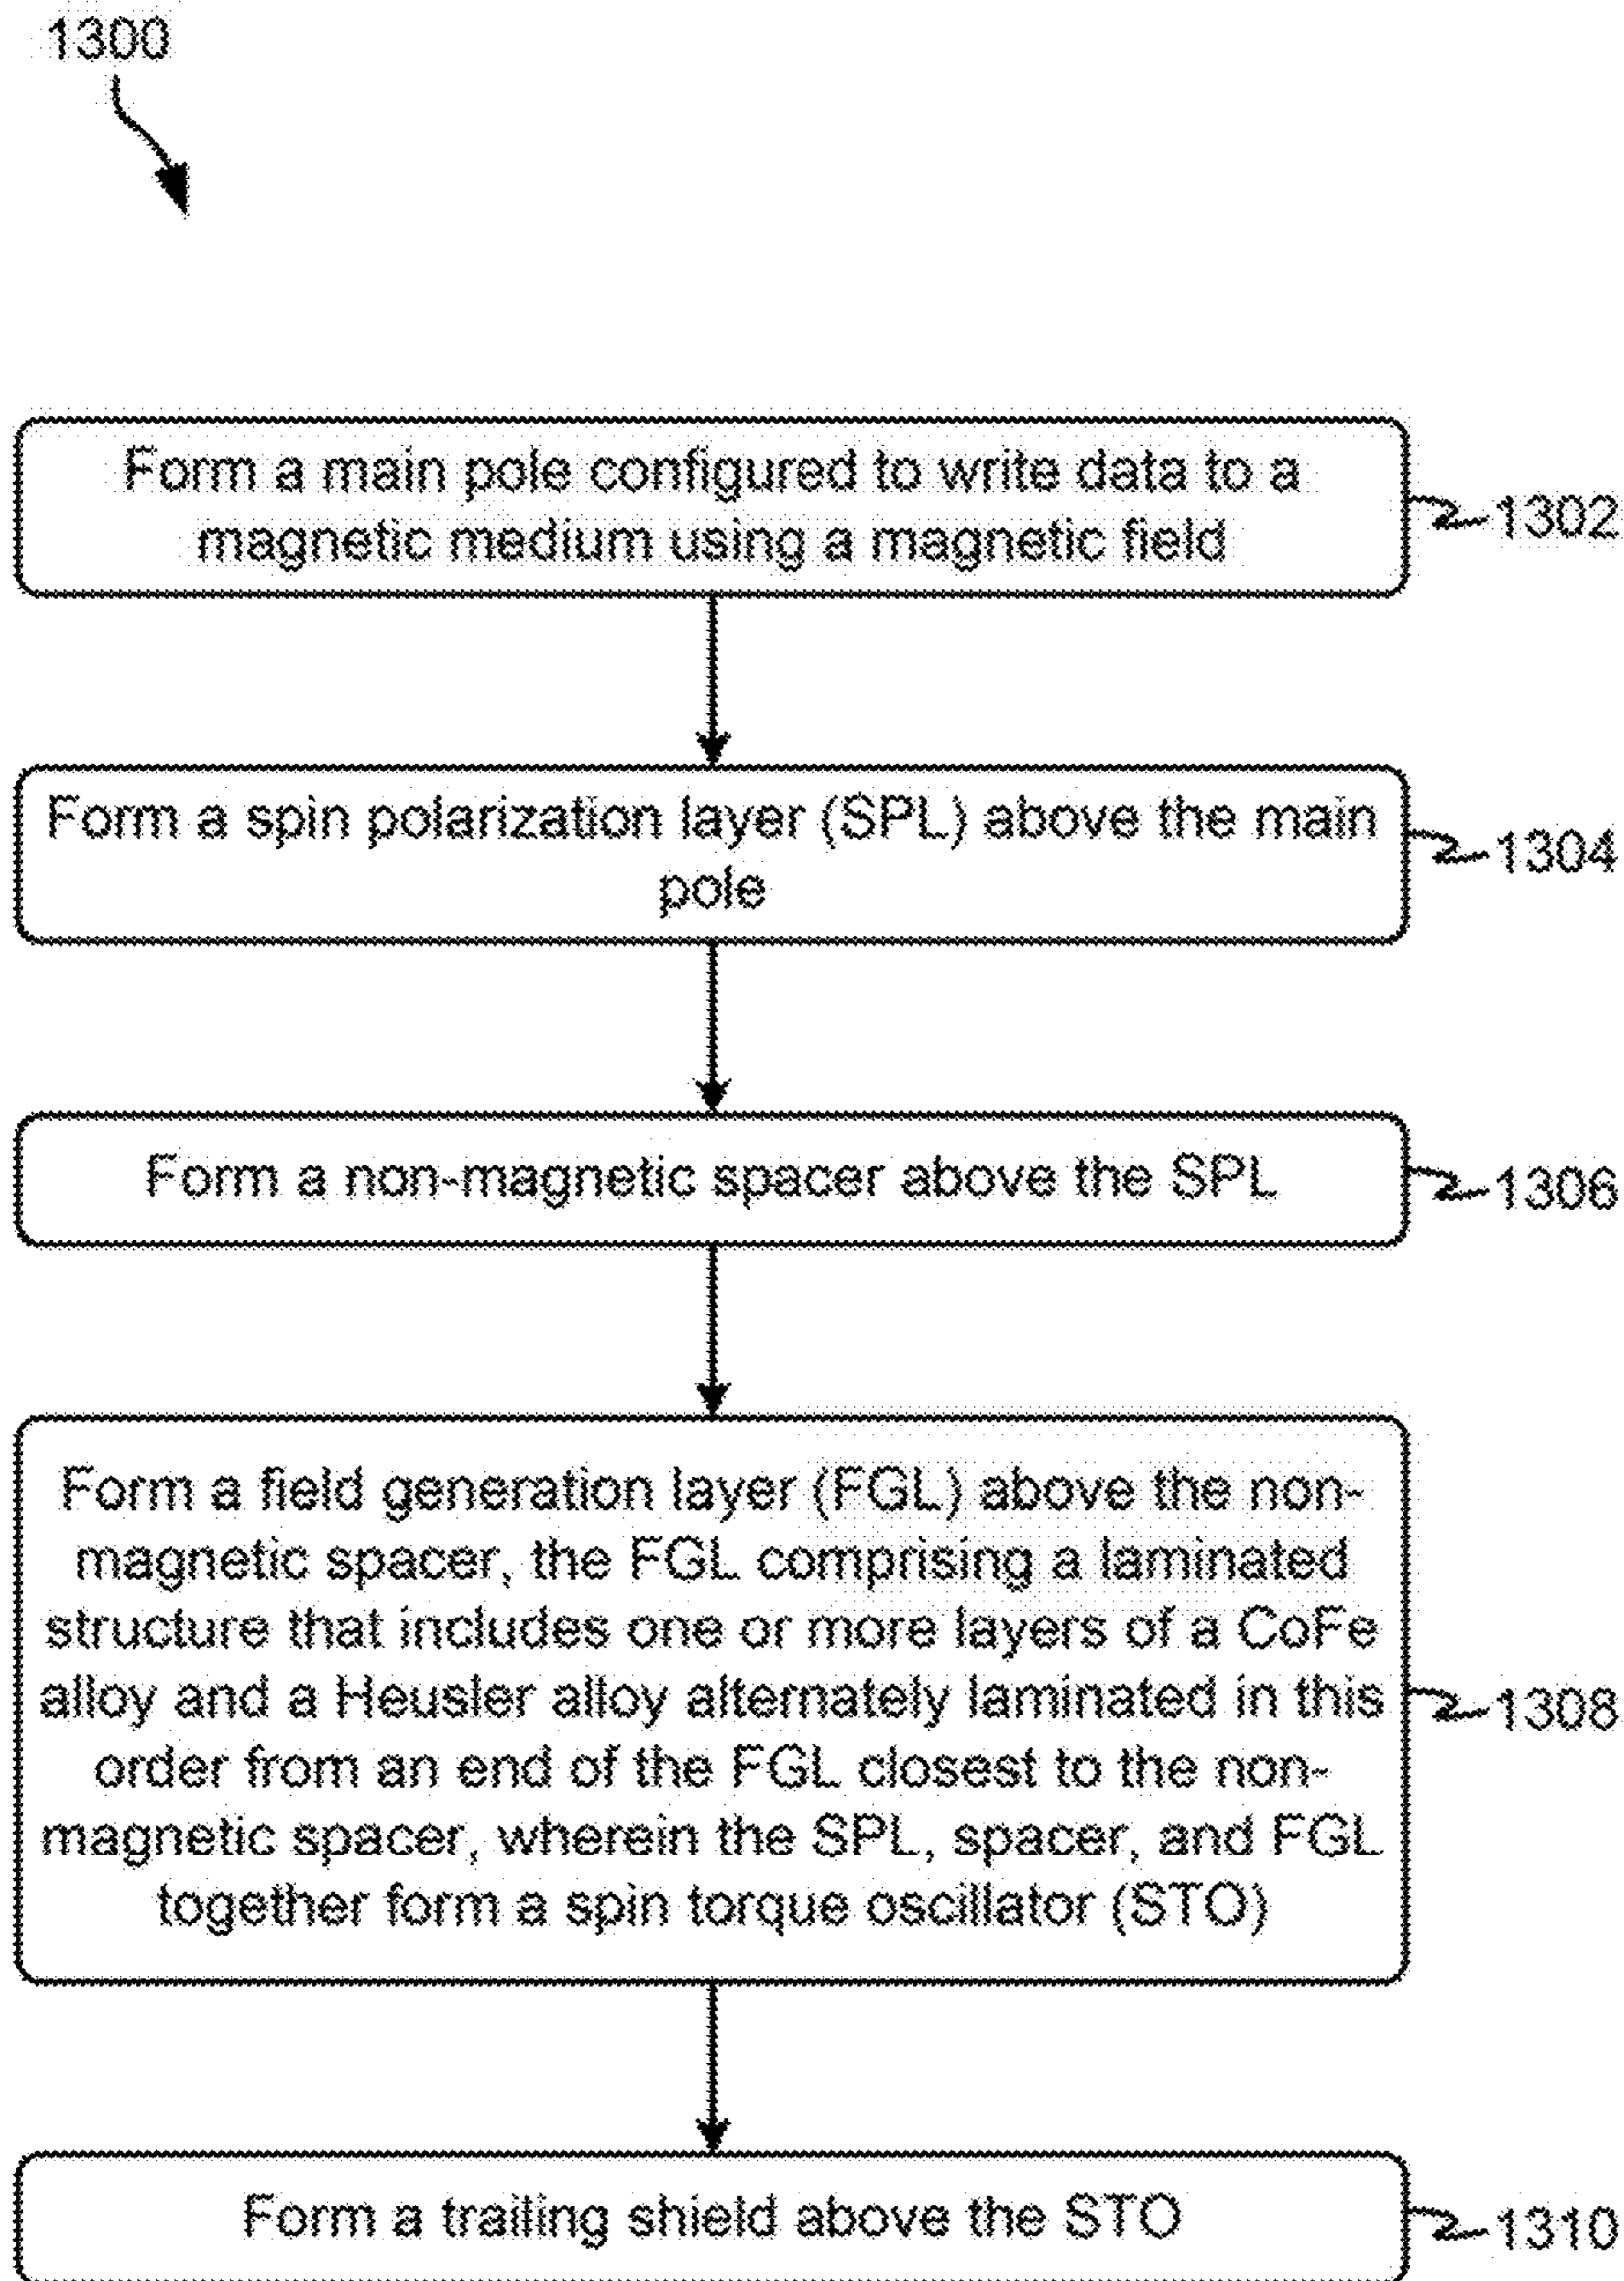 1300
Form a main pole configured to write data to a
magnetic medium using a magnetic field
1302
Form a spin polarization layer (SPL) above the main
pole
1304
Form a non-magnetic spacer above the SPL
1306
Form a field generation layer (FGL) above the non-
magnetic spacer, the FGL comprising a laminated
structure that includes one or more layers of a CoFe
alloy and a Heusler alloy alternately laminated in this
order from an end of the FGL closest to the non-
magnetic spacer, wherein the SPL, spacer, and FGL
together form a spin torque oscillator (STO)
1308
Form a trailing shield above the STO
1310